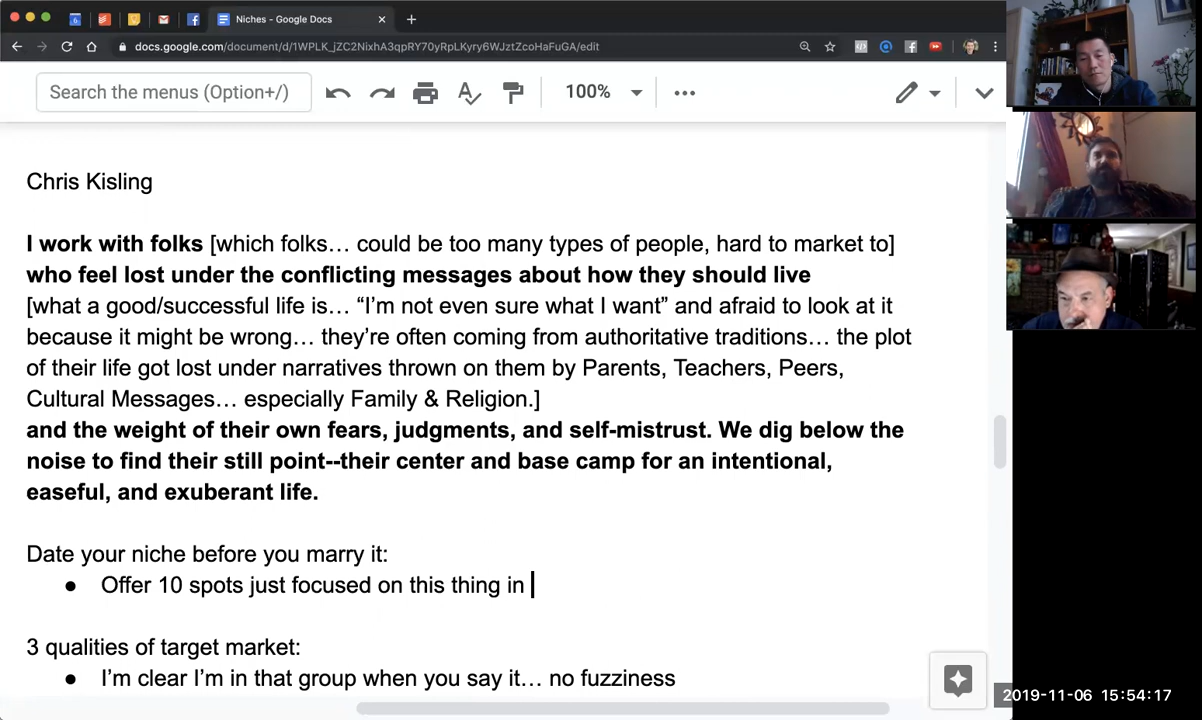 Niches - Google Docs
docs.google.com/document/d/1WPLK_jZC2NixhA3qpRY70yRpLKyry6WJztZcoHaFuGA/edit
Search the menus (Option+/)
100%
Chris Kisling
I work with folks [which folks… could be too many types of people, hard to market to]
who feel lost under the conflicting messages about how they should live
[what a good/successful life is… “I’m not even sure what I want” and afraid to look at it
because it might be wrong… they’re often coming from authoritative traditions… the plot
of their life got lost under narratives thrown on them by Parents, Teachers, Peers,
Cultural Messages… especially Family & Religion.]
and the weight of their own fears, judgments, and self-mistrust. We dig below the
noise to find their still point--their center and base camp for an intentional,
easeful, and exuberant life.
Date your niche before you marry it:
● Offer 10 spots just focused on this thing in
3 qualities of target market:
● I’m clear I’m in that group when you say it… no fuzziness
2019-11-06 15:54:17